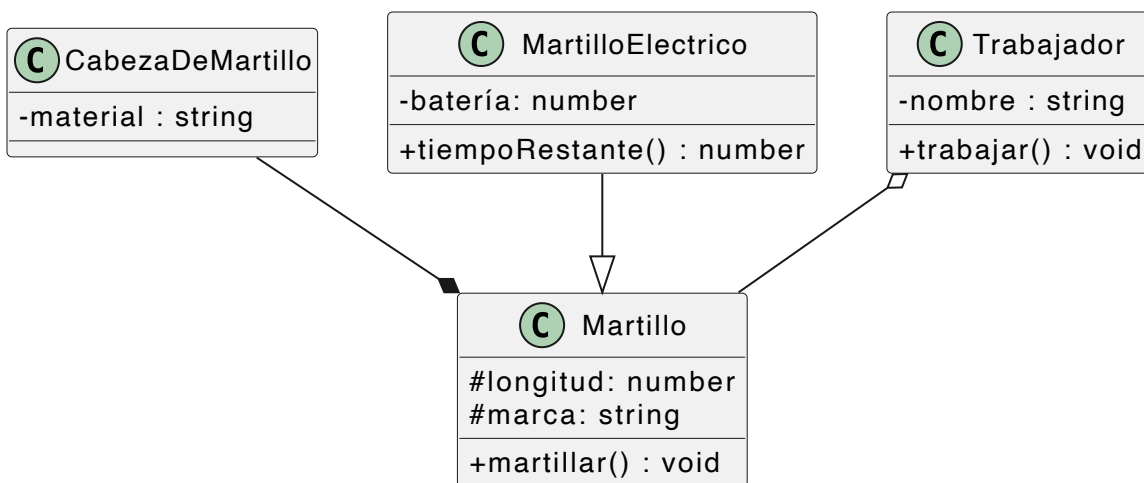 C CabezaDeMartillo
-material : string
C MartilloElectrico
-batería: number
+tiempoRestante() : number
C Trabajador
-nombre : string
+trabajar() : void
C Martillo
#longitud: number
#marca: string
+martillar() : void